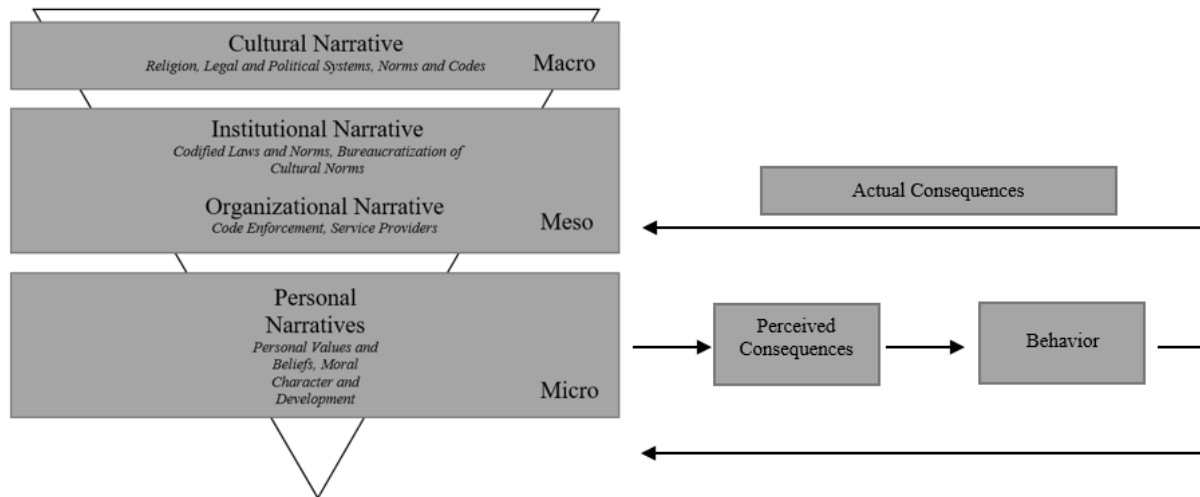 Cultural Narrative
Religion, Legal and Political Systems, Norms and Codes
Macro
Institutional Narrative
Codified Laws and Norms, Bureaucratization of
Cultural Norms
Organizational Narrative
Code Enforcement, Service Providers
Meso
Personal
Narratives
Personal Values and
Beliefs, Moral
Character and
Development
Micro
Actual Consequences
Perceived
Consequences
Behavior